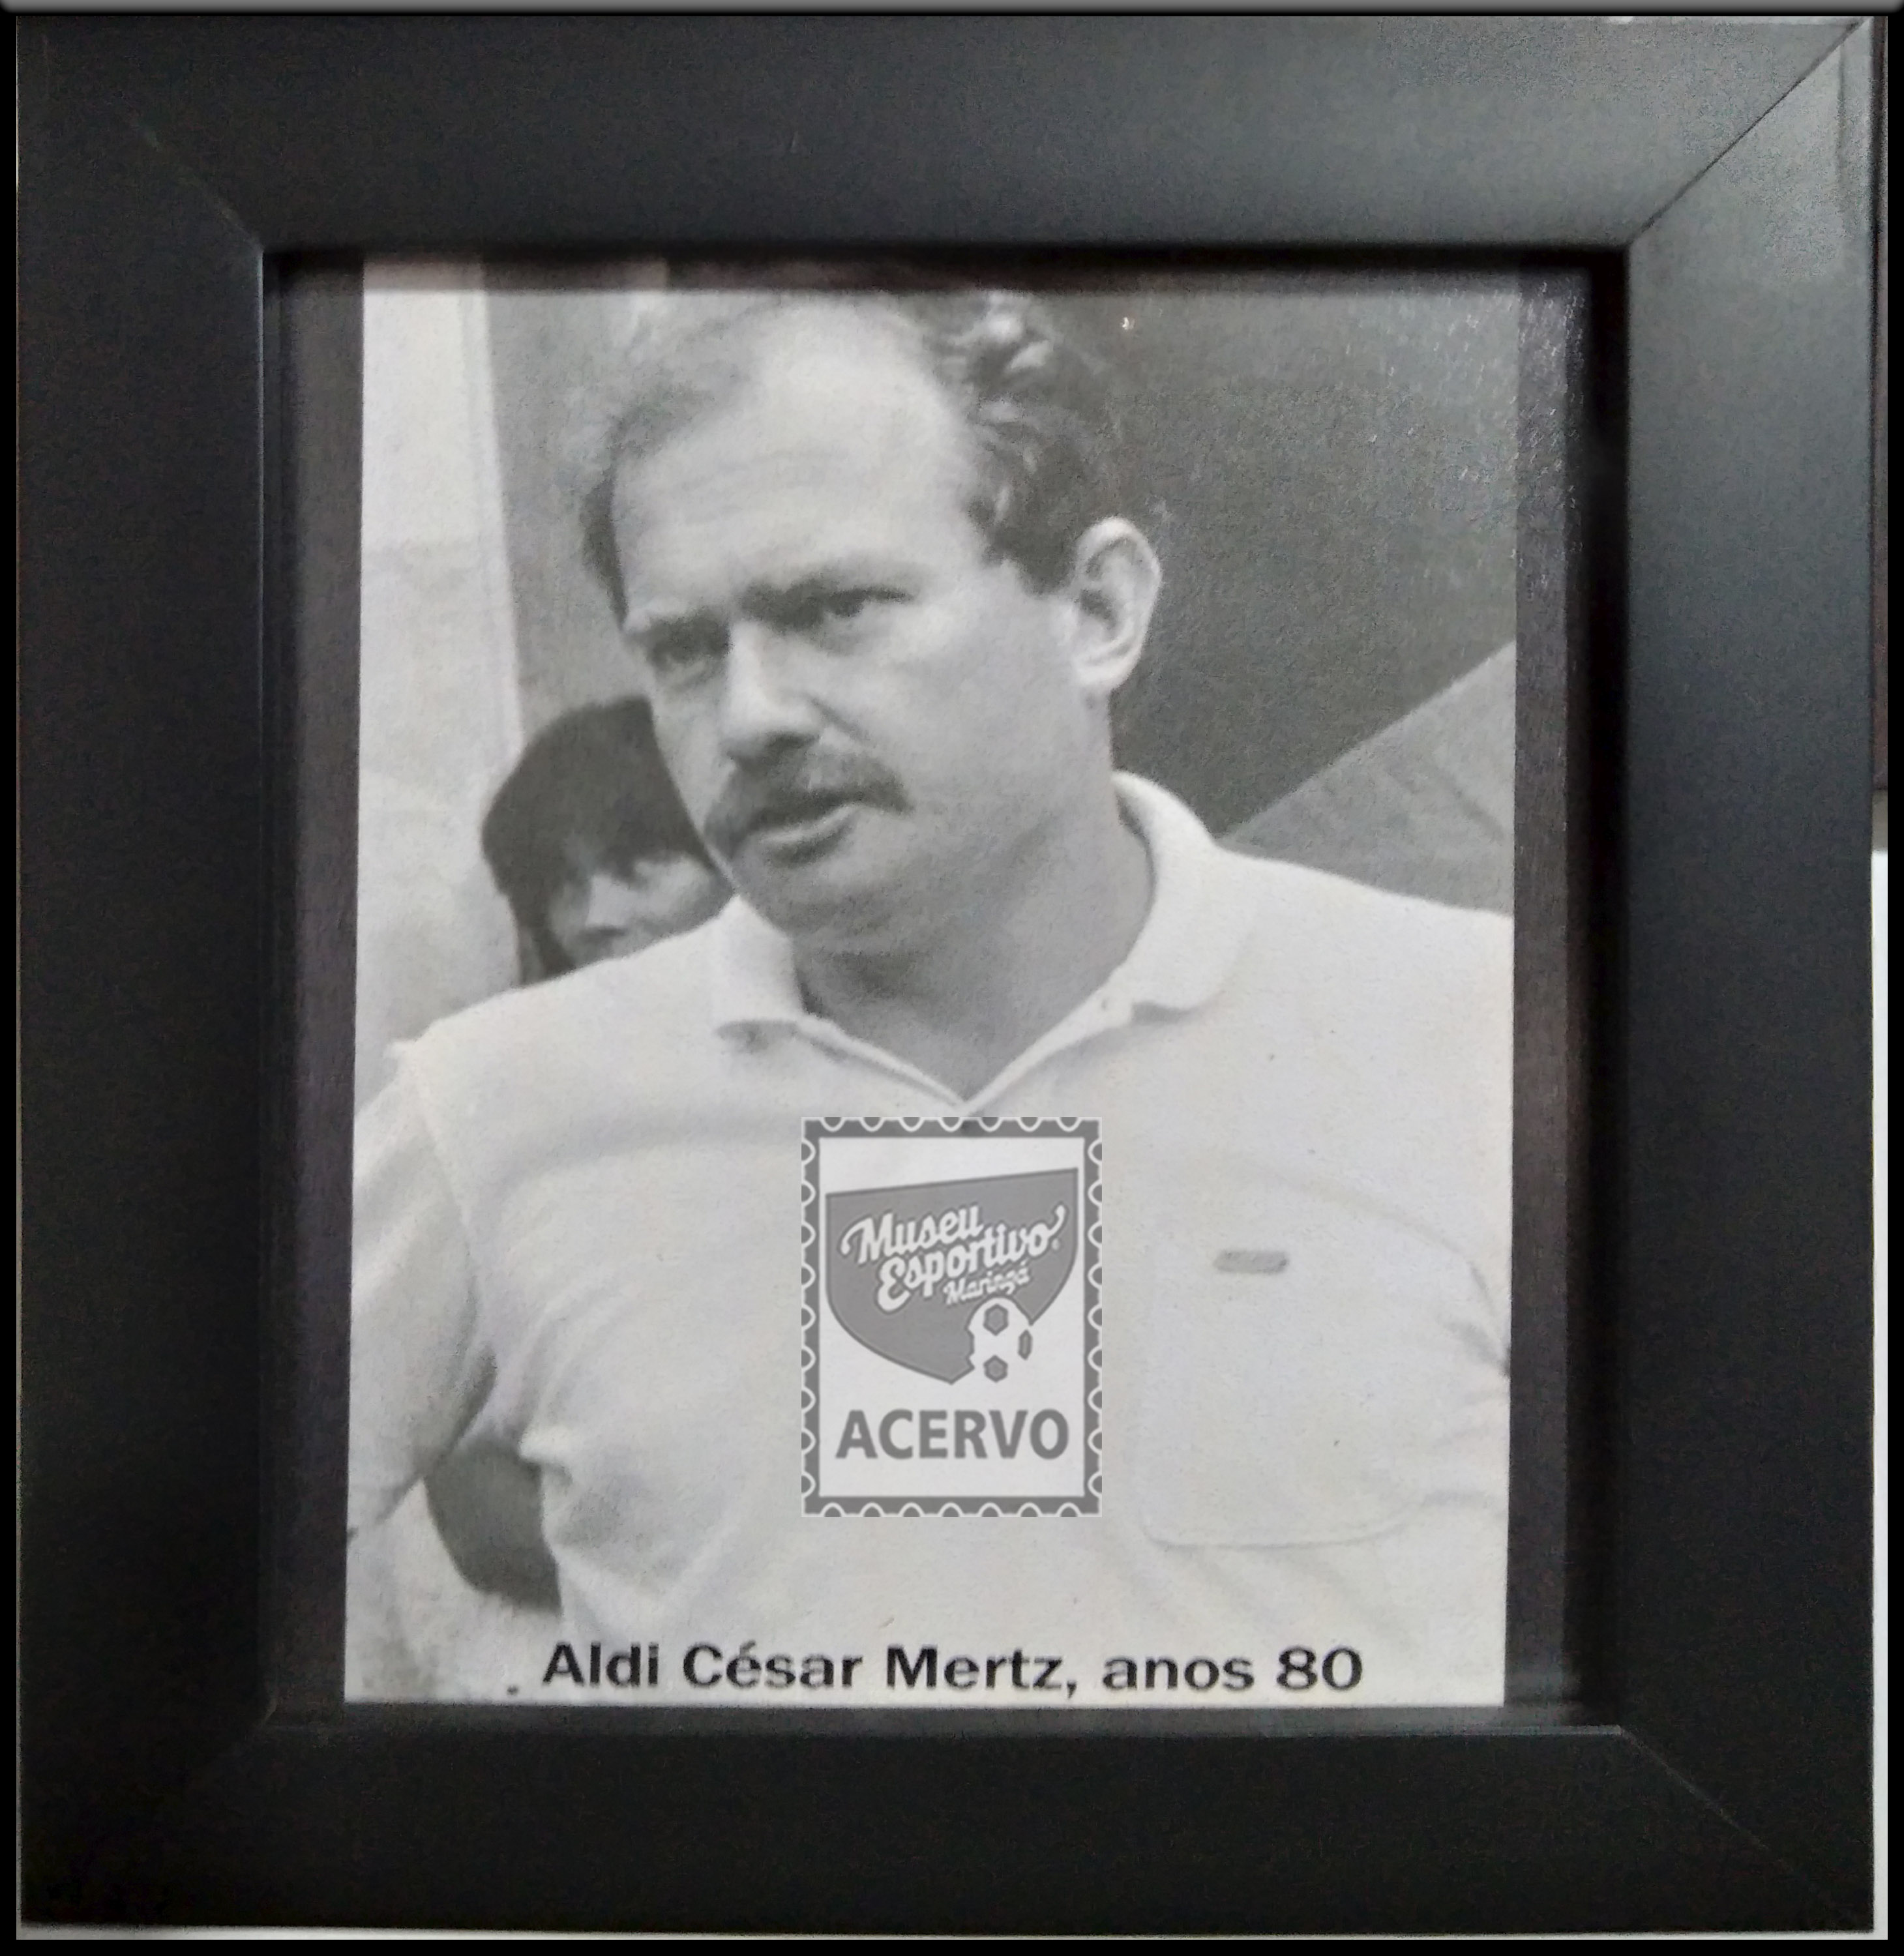 Museu
Esportivo
Maringá
ACERVO
Aldi César Mertz, anos 80